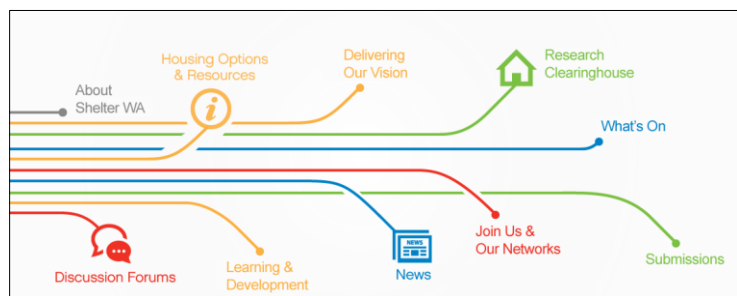 Housing Options
& Resources
Delivering
Our Vision
Research
Clearinghouse
About
Shelter WA
i
What's On
NEWS
Join Us &
Our Networks
Discussion Forums
Learning &
Development
News
Submissions